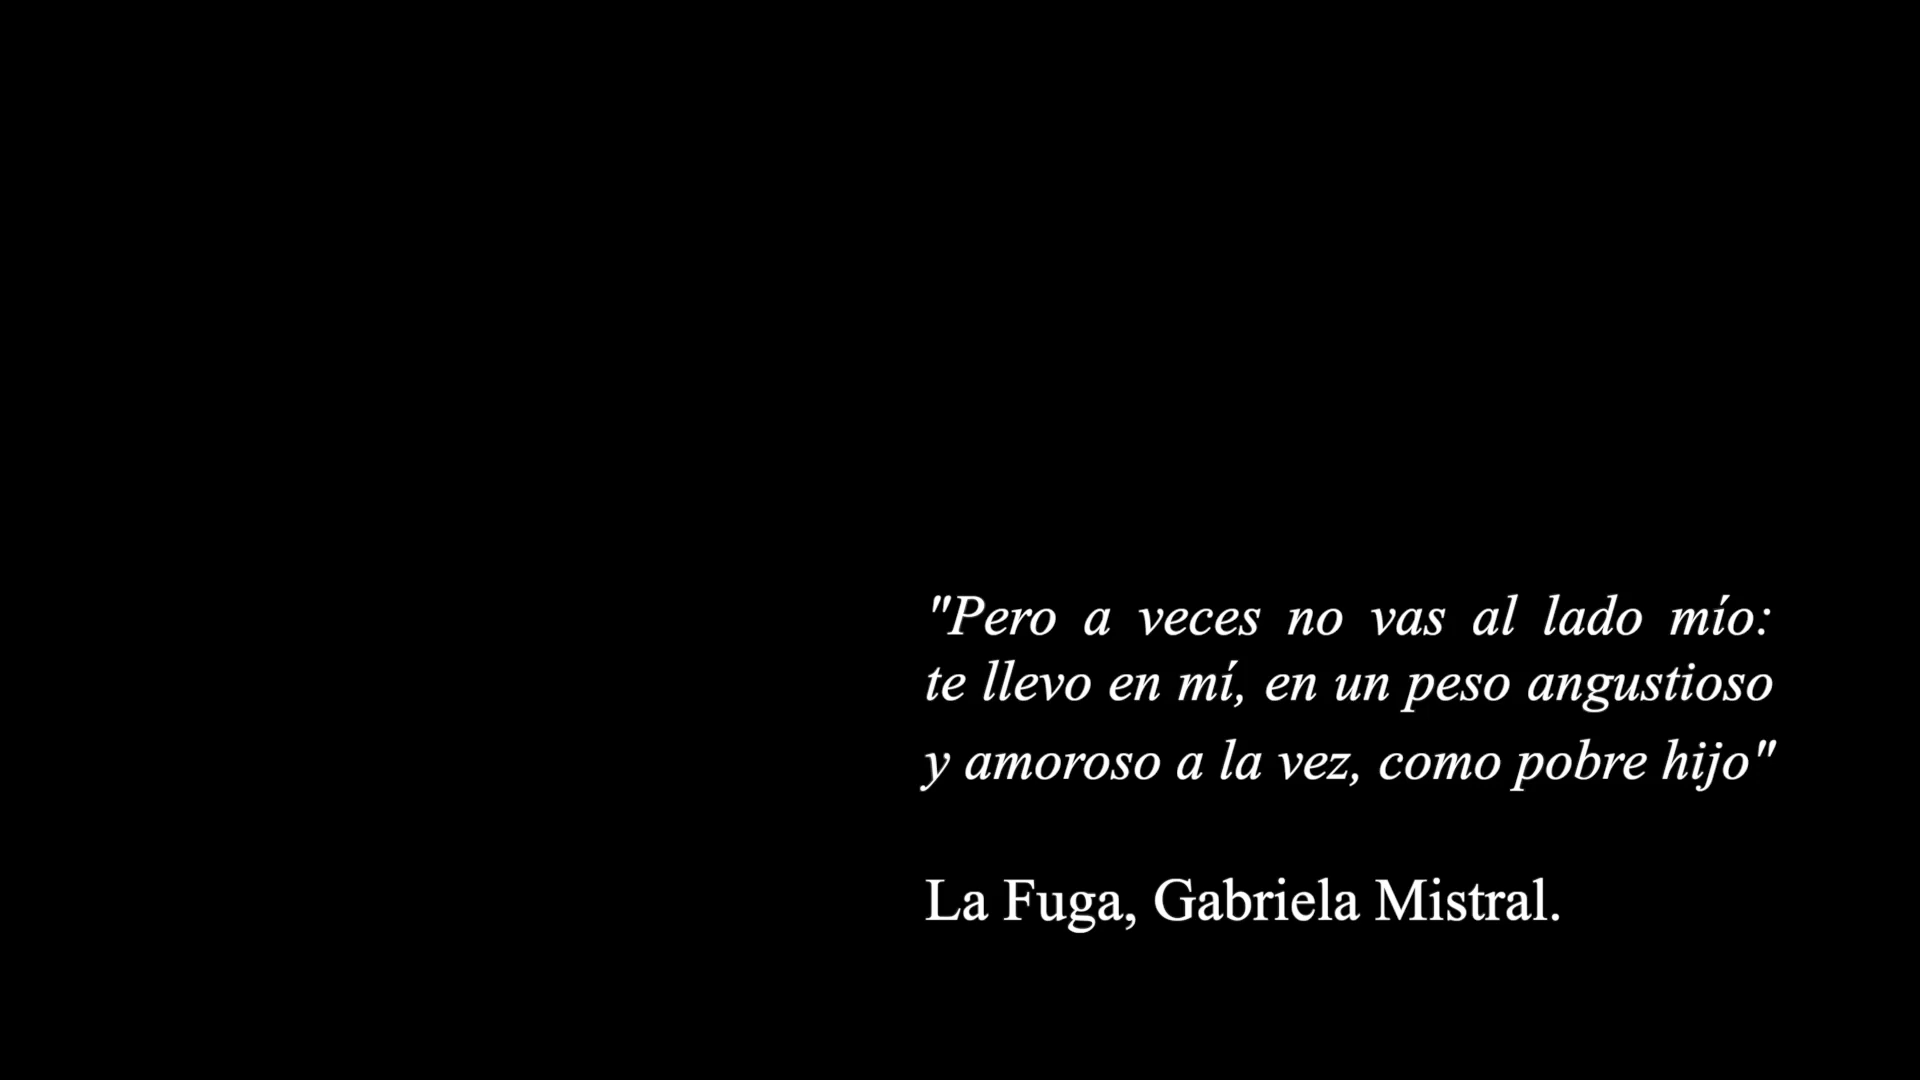 "Pero a veces no vas al lado mío:
te llevo en mí, en un peso angustioso
y amoroso a la vez, como pobre hijo"
La Fuga, Gabriela Mistral.